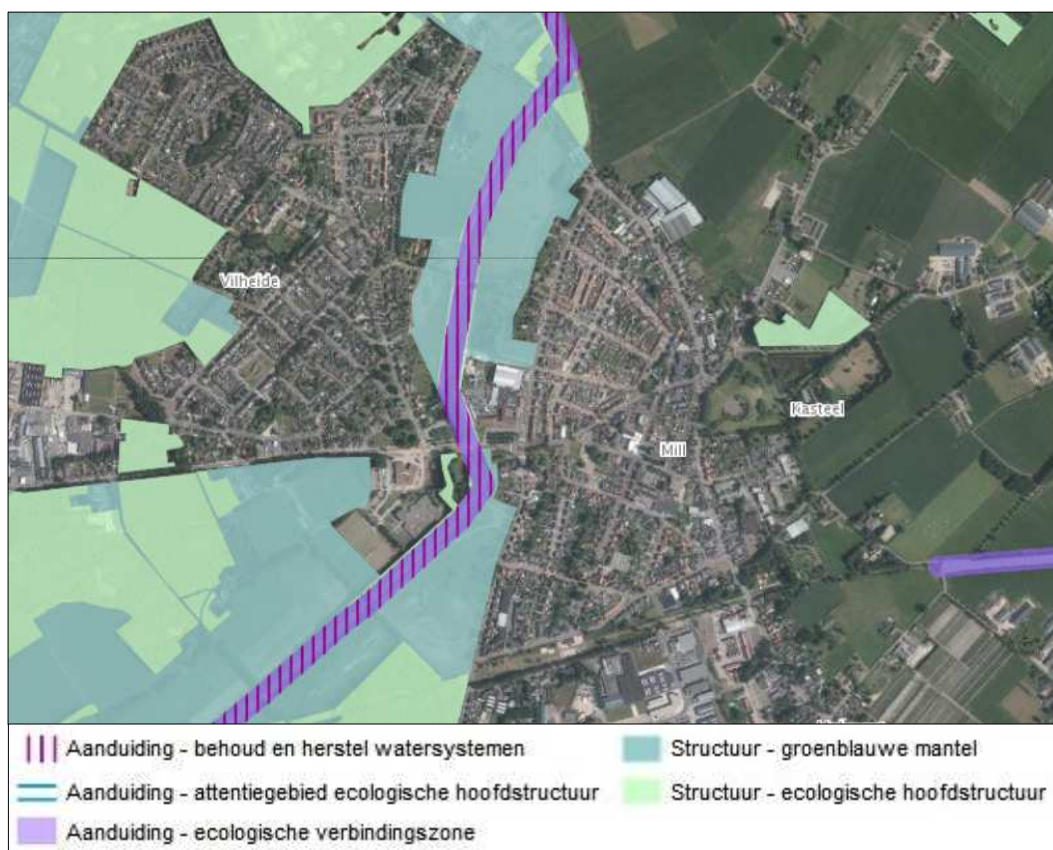 Vilheide
Kasteel
Mill
Aanduiding - behoud en herstel watersystemen
Structuur - groenblauwe mantel
Aanduiding - attentiegebied ecologische hoofdstructuur
Structuur - ecologische hoofdstructuur
Aanduiding - ecologische verbindingszone